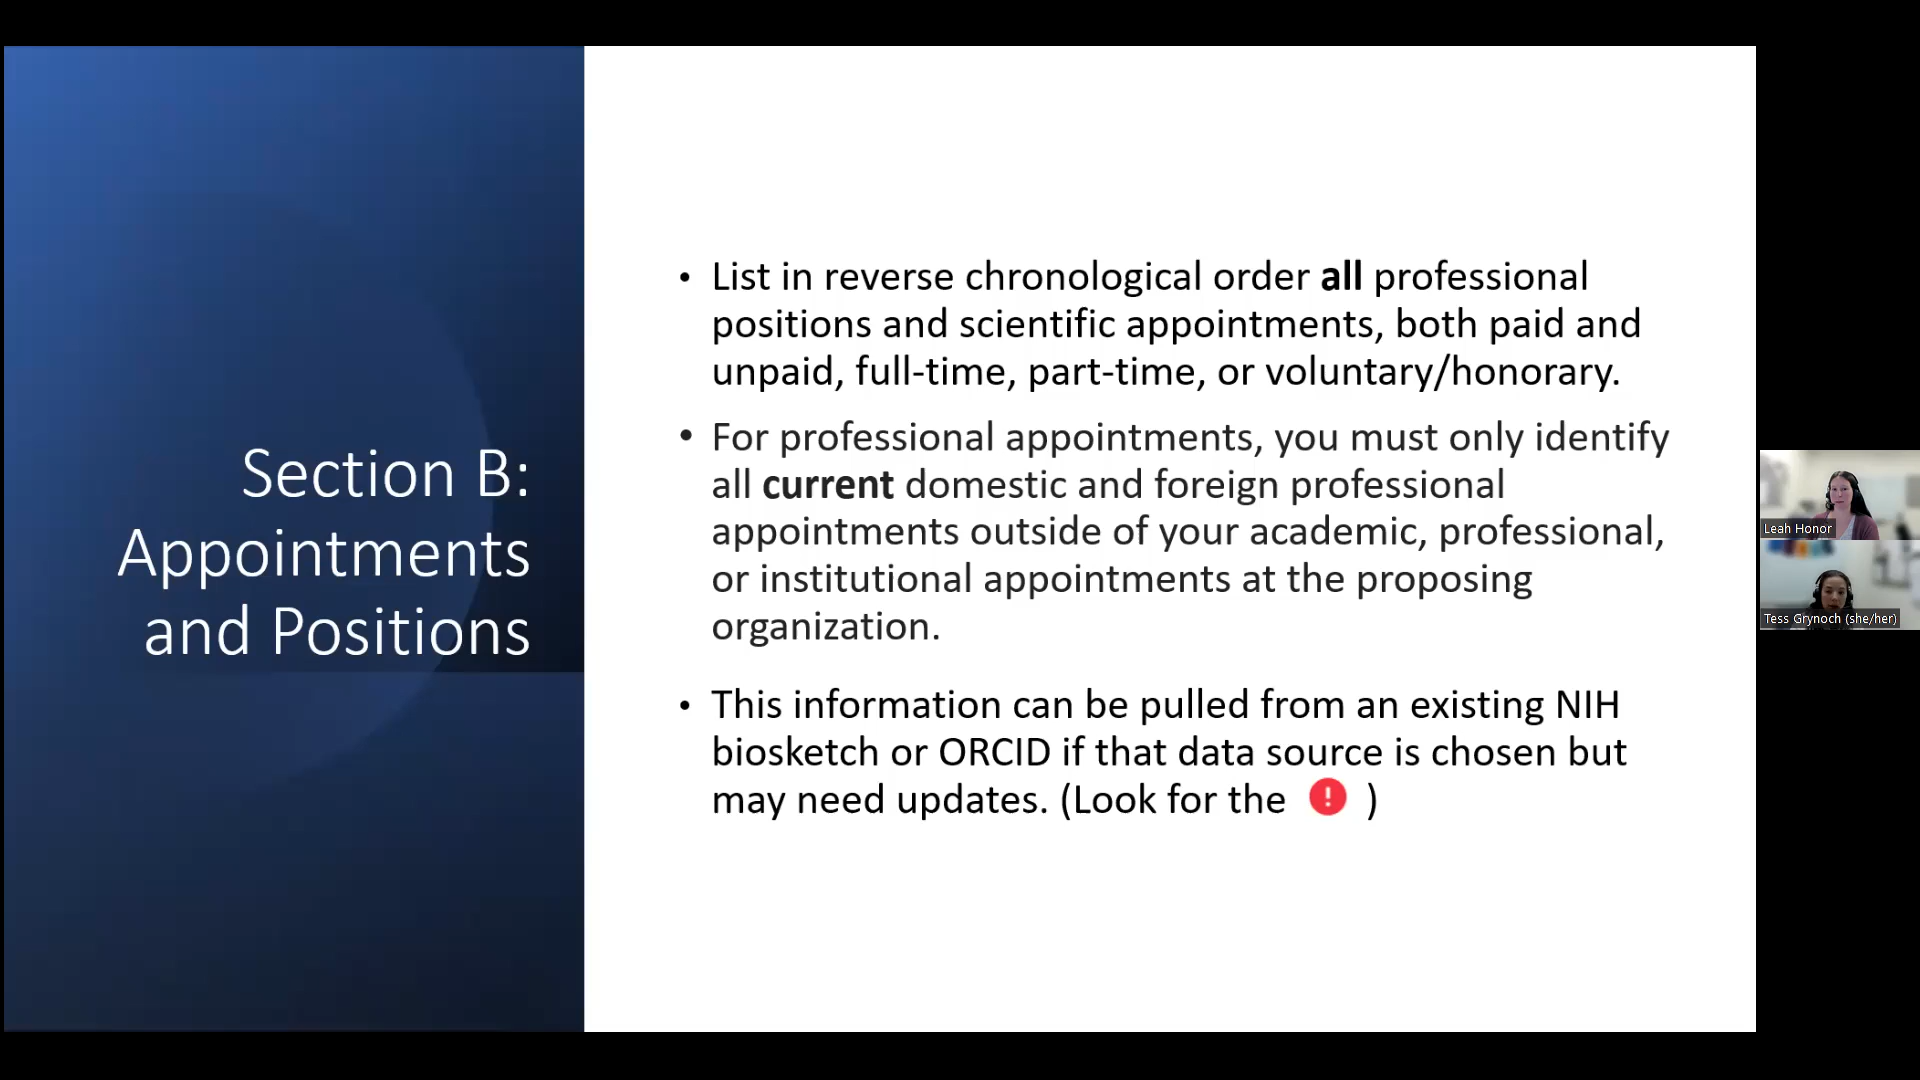 Section B:
Appointments
and Positions
• List in reverse chronological order all professional
positions and scientific appointments, both paid and
unpaid, full-time, part-time, or voluntary/honorary.
• For professional appointments, you must only identify
all current domestic and foreign professional
appointments outside of your academic, professional,
or institutional appointments at the proposing
organization.
• This information can be pulled from an existing NIH
biosketch or ORCID if that data source is chosen but
may need updates. (Look for the ! )
Leah Honor
Tess Grynoch (she/her)